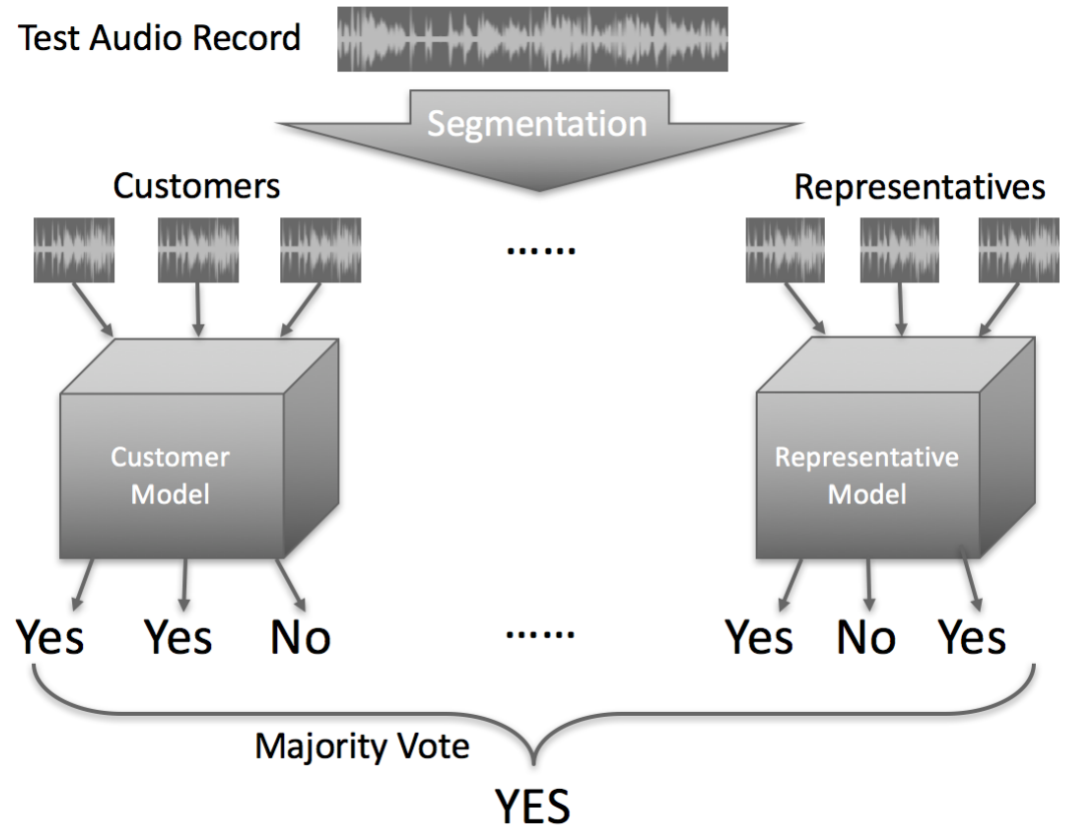 Test Audio Record
Segmentation
Customers
Representatives
......
Customer
Model
Representative
Model
Yes Yes No ...... Yes No Yes
Majority Vote
YES